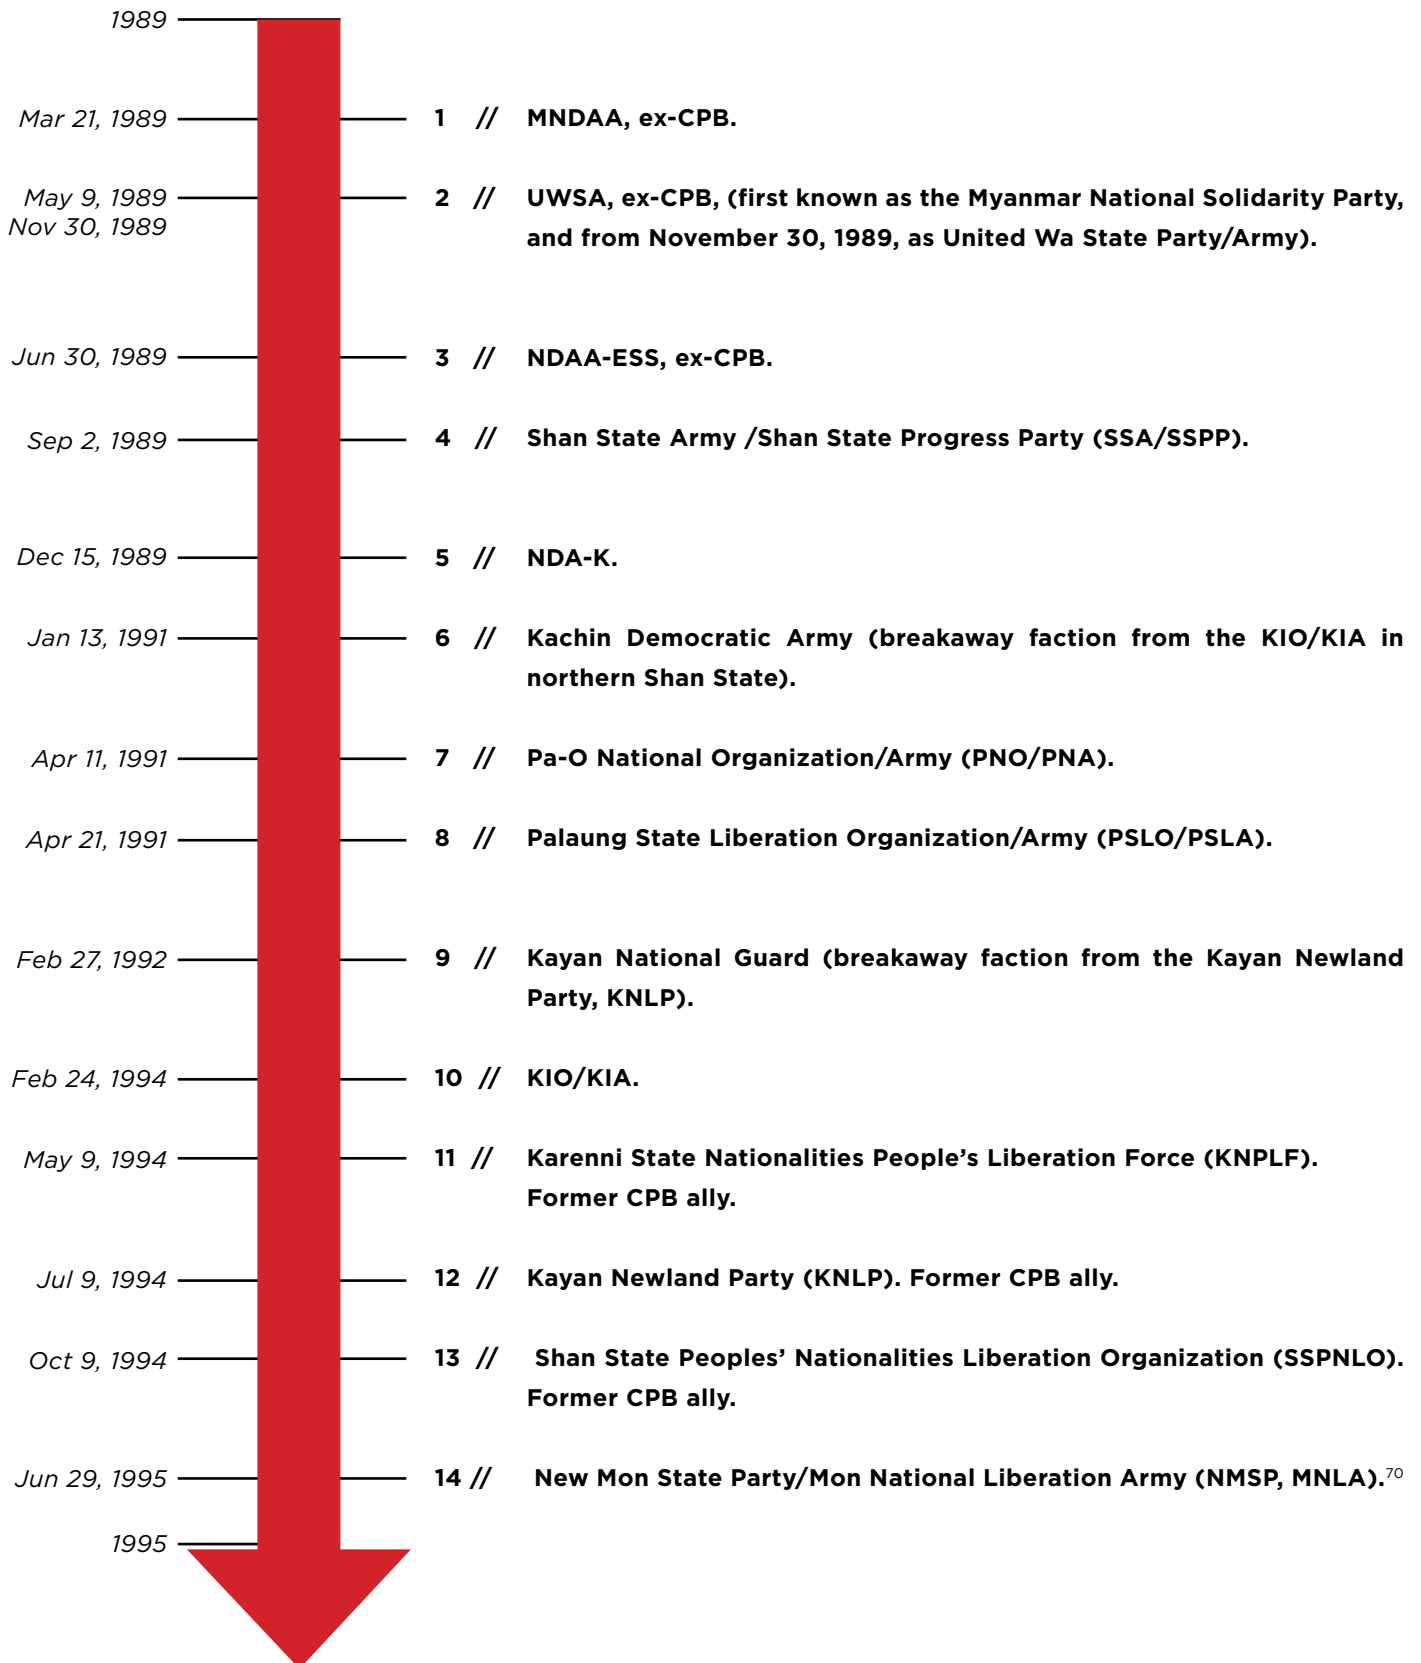 1989
Mar 21, 1989 1 // MNDAA, ex-CPB.
May 9, 1989 2 // UWSA, ex-CPB, (first known as the Myanmar National Solidarity Party,
Nov 30, 1989 and from November 30, 1989, as United Wa State Party/Army).
Jun 30, 1989 3 // NDAA-ESS, ex-CPB.
Sep 2, 1989 4 // Shan State Army /Shan State Progress Party (SSA/SSPP).
Dec 15, 1989 5 // NDA-K.
Jan 13, 1991 6 // Kachin Democratic Army (breakaway faction from the KIO/KIA in
northern Shan State).
Apr 11, 1991 7 // Pa-O National Organization/Army (PNO/PNA).
Apr 21, 1991 8 // Palaung State Liberation Organization/Army (PSLO/PSLA).
Feb 27, 1992 9 // Kayan National Guard (breakaway faction from the Kayan Newland
Party, KNLP).
Feb 24, 1994 10 // KIO/KIA.
May 9, 1994 11 // Karenni State Nationalities People’s Liberation Force (KNPLF).
Former CPB ally.
Jul 9, 1994 12 // Kayan Newland Party (KNLP). Former CPB ally.
Oct 9, 1994 13 // Shan State Peoples’ Nationalities Liberation Organization (SSPNLO).
Former CPB ally.
Jun 29, 1995 14 // New Mon State Party/Mon National Liberation Army (NMSP, MNLA).70
1995